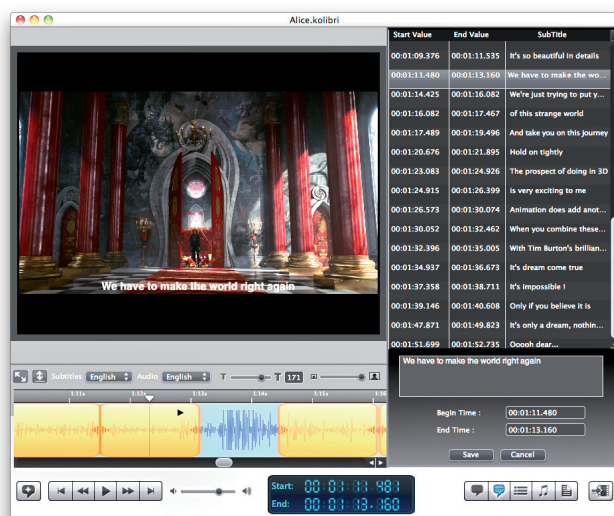 Alice.kolibri
Start Value End Value SubTitle
00:01:09.376 00:01:11.535 It's so beautiful in details
00:01:11.480 00:01:13.160 We have to make the wo...
00:01:14.425 00:01:16.082 We're just trying to put y...
00:01:16.082 00:01:17.467 of this strange world
00:01:17.489 00:01:19.496 And take you on this journey
00:01:20.676 00:01:21.895 Hold on tightly
00:01:23.083 00:01:24.926 The prospect of doing in 3D
00:01:24.915 00:01:26.399 is very exciting to me
00:01:26.573 00:01:30.074 Animation does add anot...
00:01:30.052 00:01:32.462 When you combine these...
00:01:32.396 00:01:35.005 With Tim Burton's brillian...
00:01:34.937 00:01:36.673 It's dream come true
00:01:37.358 00:01:38.711 It's Impossible !
00:01:39.146 00:01:40.608 Only if you believe it is
00:01:47.871 00:01:49.823 It's only a dream, nothin...
00:01:51.699 00:01:52.735 Ooooh dear...
We have to make the world right again
Subtitles English Audio English T T 171
1:11s 1:12s 1:13s 1:14s 1:15s 1:16
We have to make the world right again
Begin Time : 00:01:11.480
End Time : 00:01:13.160
Save Cancel
Start: 00:01:11.481
End: 00:01:13.160